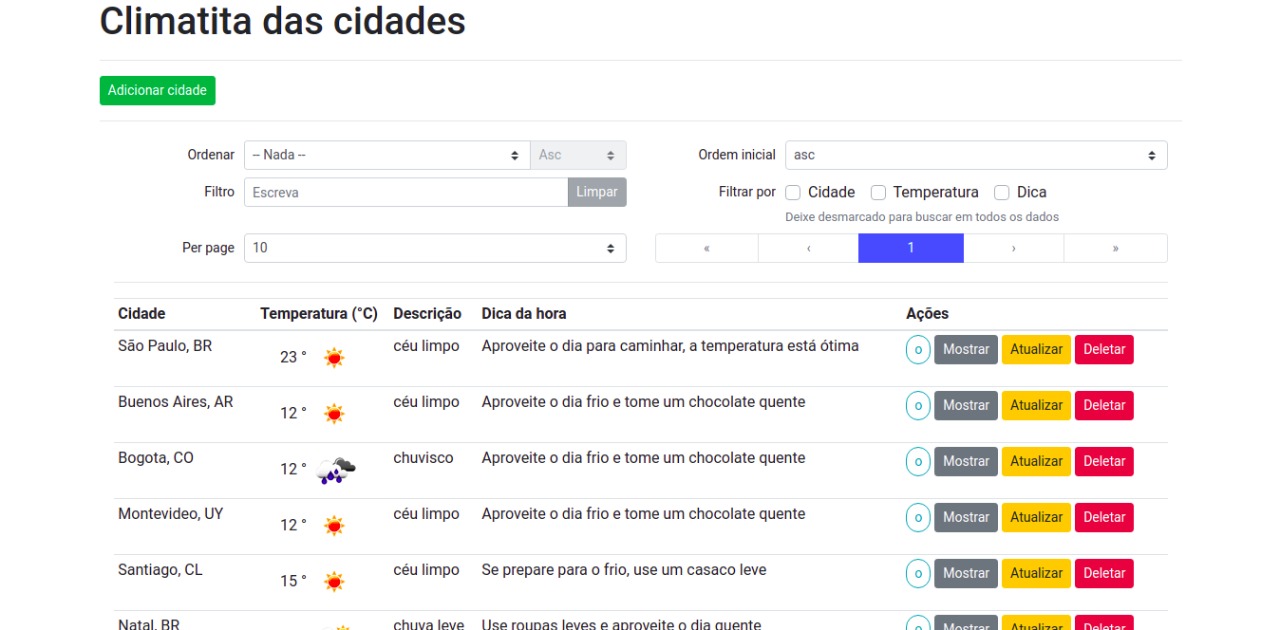 Climatita das cidades
Adicionar cidade
Ordenar -- Nada -- Asc Ordem inicial asc
Filtro Escreva Limpar Filtrar por Cidade Temperatura Dica
Deixe desmarcado para buscar em todos os dados
Per page 10 « ‹ 1 › »
Cidade Temperatura (°C) Descrição Dica da hora Ações
São Paulo, BR 23 ° céu limpo Aproveite o dia para caminhar, a temperatura está ótima o Mostrar Atualizar Deletar
Buenos Aires, AR 12 ° céu limpo Aproveite o dia frio e tome um chocolate quente o Mostrar Atualizar Deletar
Bogota, CO 12 ° chuvisco Aproveite o dia frio e tome um chocolate quente o Mostrar Atualizar Deletar
Montevideo, UY 12 ° céu limpo Aproveite o dia frio e tome um chocolate quente o Mostrar Atualizar Deletar
Santiago, CL 15 ° céu limpo Se prepare para o frio, use um casaco leve o Mostrar Atualizar Deletar
Natal, BR chuva leve Use roupas leves e aproveite o dia quente o Mostrar Atualizar Deletar